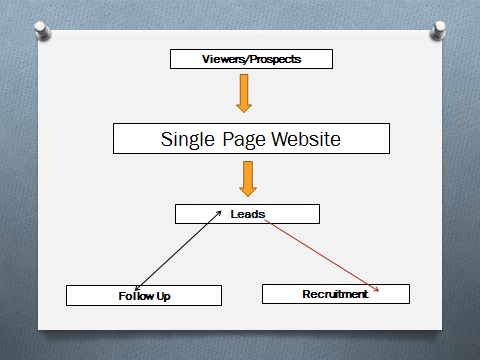 Viewers/Prospects
Single Page Website
Leads
Follow Up
Recruitment